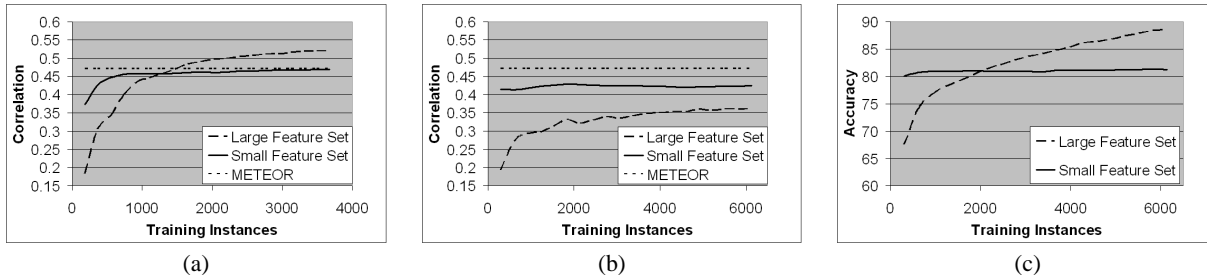 0.6
0.55
0.5
0.45
0.4
0.35
0.3
0.25
0.2
0.15
Correlation
Large Feature Set
Small Feature Set
METEOR
0 1000 2000 3000 4000
Training Instances
(a)
0.6
0.55
0.5
0.45
0.4
0.35
0.3
0.25
0.2
0.15
Correlation
Large Feature Set
Small Feature Set
METEOR
0 2000 4000 6000
Training Instances
(b)
90
85
80
75
70
65
60
Accuracy
Large Feature Set
Small Feature Set
0 2000 4000 6000
Training Instances
(c)